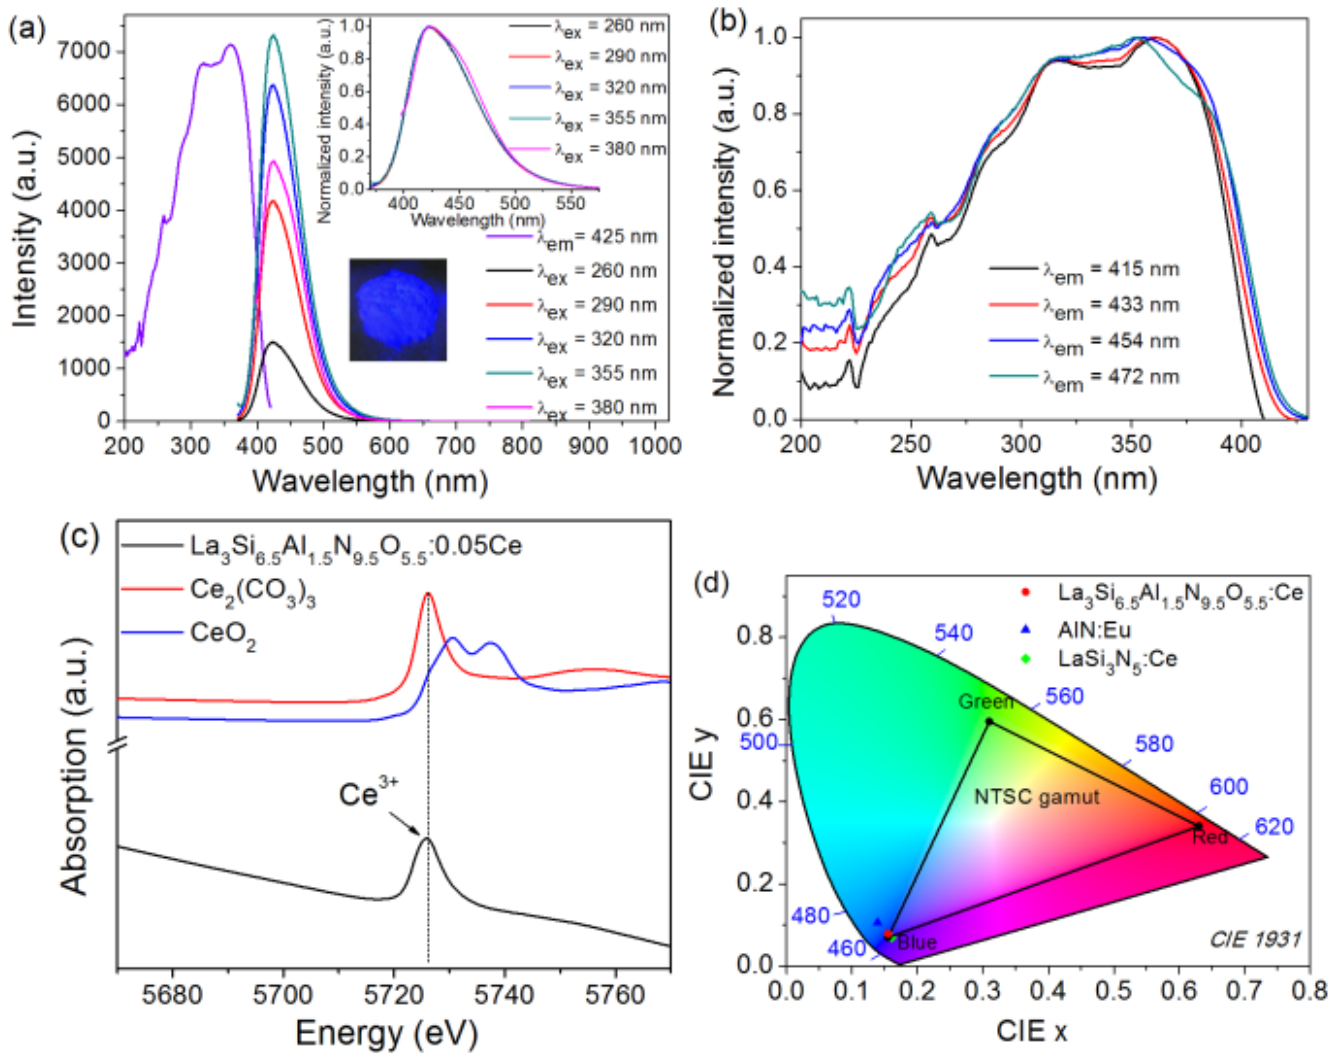 (a)
7000
6000
5000
4000
3000
2000
1000
0
Intensity (a.u.)
200 300 400 500 600 700 800 900 1000
Wavelength (nm)
Normalized intensity (a.u.)
1.0
0.8
0.6
0.4
0.2
0.0
400 450 500 550
Wavelength (nm)
λex = 260 nm
λex = 290 nm
λex = 320 nm
λex = 355 nm
λex = 380 nm
λem = 425 nm
λex = 260 nm
λex = 290 nm
λex = 320 nm
λex = 355 nm
λex = 380 nm
(b)
1.0
0.8
0.6
0.4
0.2
0.0
Normalized intensity (a.u.)
200 250 300 350 400
Wavelength (nm)
λem = 415 nm
λem = 433 nm
λem = 454 nm
λem = 472 nm
(c)
La3Si6.5Al1.5N9.5O5.5:0.05Ce
Ce2(CO3)3
CeO2
Ce3+
Absorption (a.u.)
5680 5700 5720 5740 5760
Energy (eV)
(d)
La3Si6.5Al1.5N9.5O5.5:Ce
AlN:Eu
LaSi3N5:Ce
0.8
0.6
0.4
0.2
0.0
CIE y
520
540
560
580
600
620
500
480
460
Green
NTSC gamut
Red
Blue
CIE 1931
0.0 0.1 0.2 0.3 0.4 0.5 0.6 0.7 0.8
CIE x